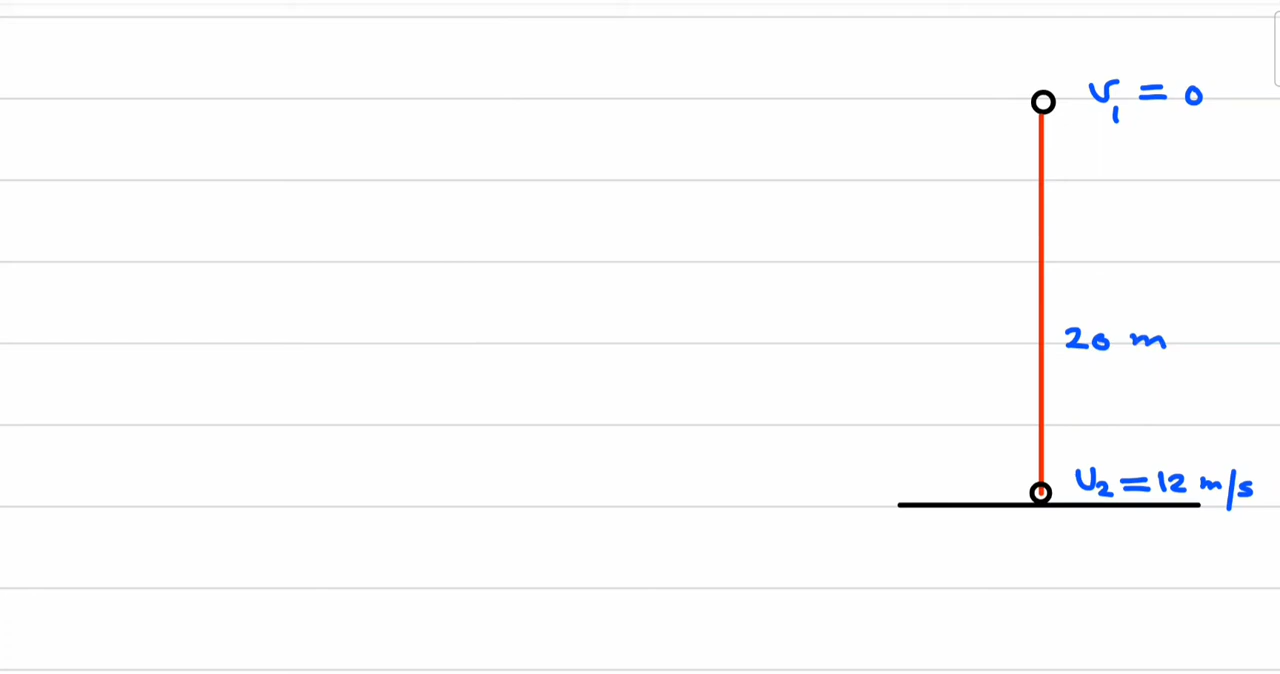 v₁ = 0
20 m
U₂ = 12 m/s